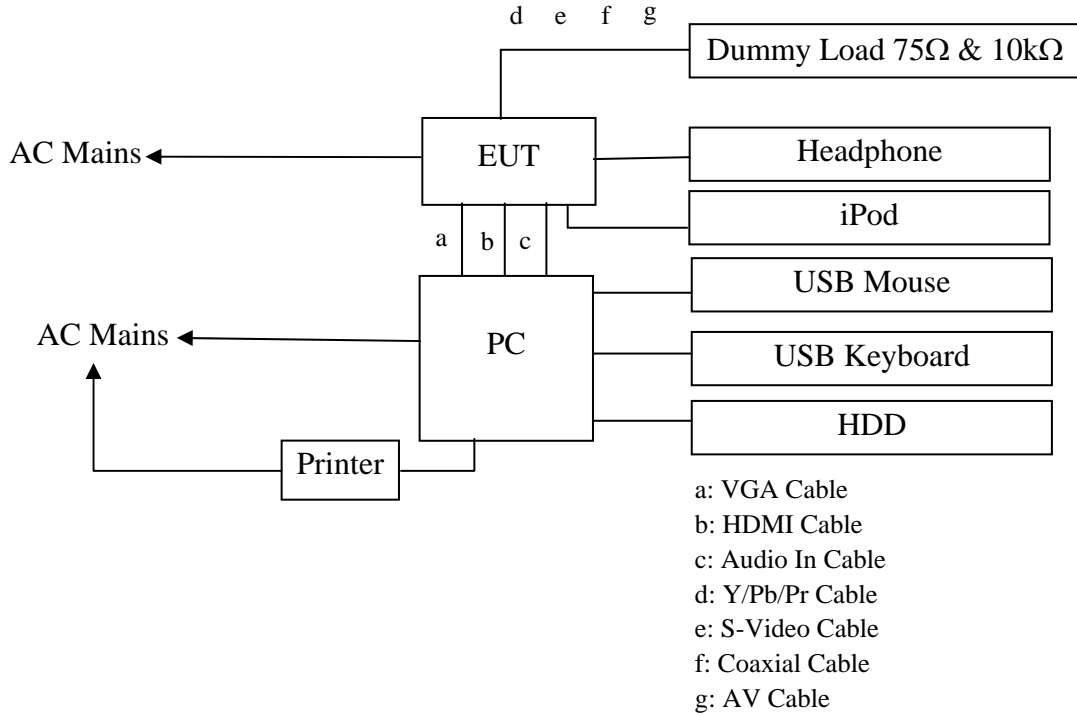 d e f g
Dummy Load 75Ω & 10kΩ
AC Mains
EUT
Headphone
iPod
a b c
USB Mouse
AC Mains
PC
USB Keyboard
HDD
Printer
a: VGA Cable
b: HDMI Cable
c: Audio In Cable
d: Y/Pb/Pr Cable
e: S-Video Cable
f: Coaxial Cable
g: AV Cable